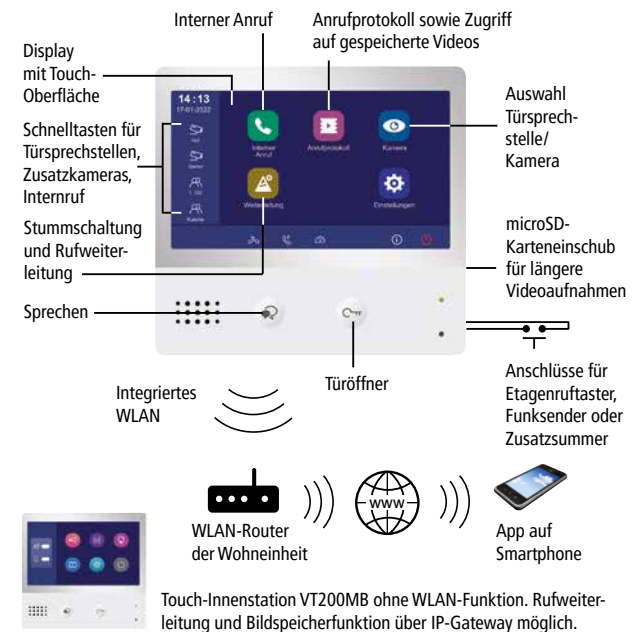 Interner Anruf
Anrufprotokoll sowie Zugriff
auf gespeicherte Videos
Display
mit Touch-
Oberfläche
Schnelltasten für
Türsprechstellen,
Zusatzkameras,
Internruf
Stummschaltung
und Rufweiter-
leitung
Sprechen
14:13
17-01-2022
Interner
Anruf
Anrufprotokoll
Kamera
Weiterleitung
Einstellungen
Auswahl
Türsprech-
stelle/
Kamera
microSD-
Karteneinschub
für längere
Videoaufnahmen
Anschlüsse für
Etagenruftaster,
Funksender oder
Zusatzsummer
Türöffner
Integriertes
WLAN
WLAN-Router
der Wohneinheit
www
App auf
Smartphone
Touch-Innenstation VT200MB ohne WLAN-Funktion. Rufweiter-
leitung und Bildspeicherfunktion über IP-Gateway möglich.